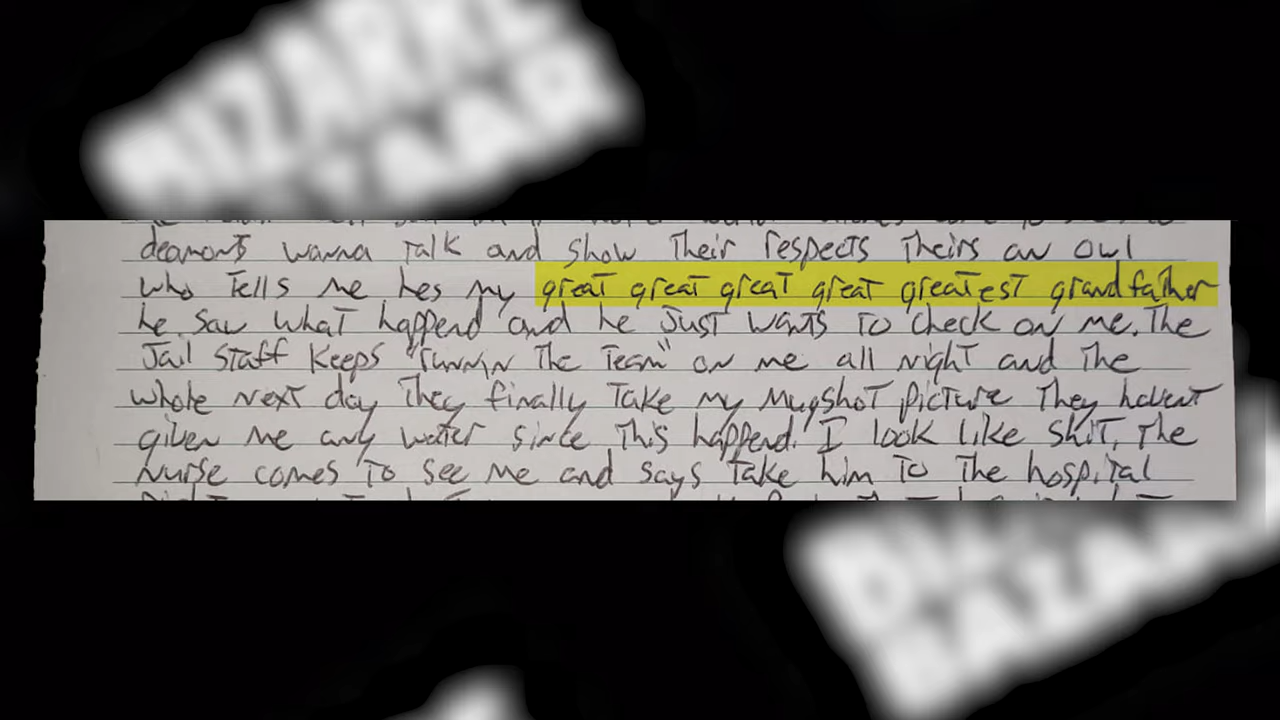 BIZARRE
BAZAAR
deamons wanna Talk and show Their respects Theirs an owl
who Tells me hes my great great great great greatest grandfather
he saw what happend and he Just wants To check on me. The
Jail staff Keeps "runnin The Team" on me all night and The
whole next day They finally Take my Mugshot picture They havent
given me any water since This happend. I look like shit. The
Nurse comes To see me and says Take him To The hospital
BAZAAR